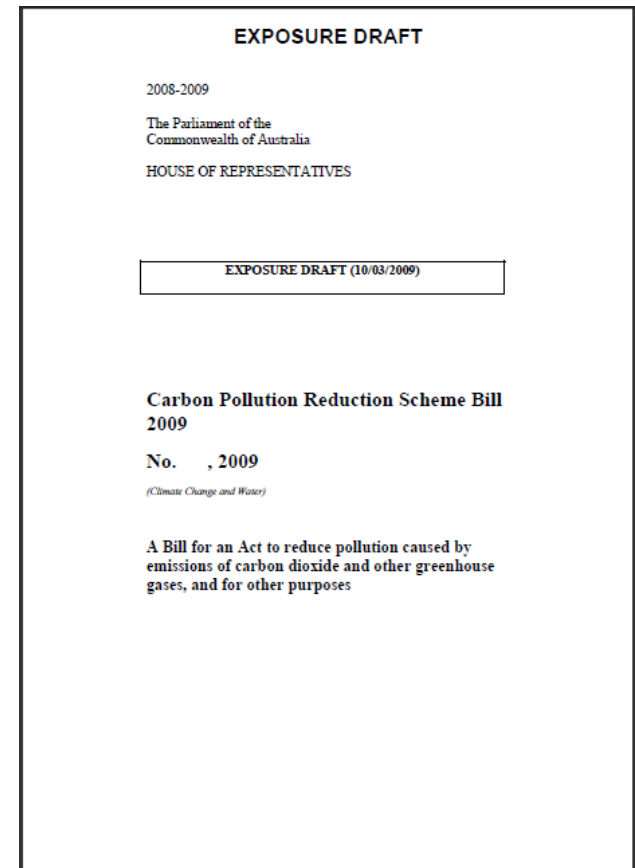 EXPOSURE DRAFT
2008-2009
The Parliament of the
Commonwealth of Australia
HOUSE OF REPRESENTATIVES
EXPOSURE DRAFT (10/03/2009)
Carbon Pollution Reduction Scheme Bill
2009
No. , 2009
(Climate Change and Water)
A Bill for an Act to reduce pollution caused by
emissions of carbon dioxide and other greenhouse
gases, and for other purposes